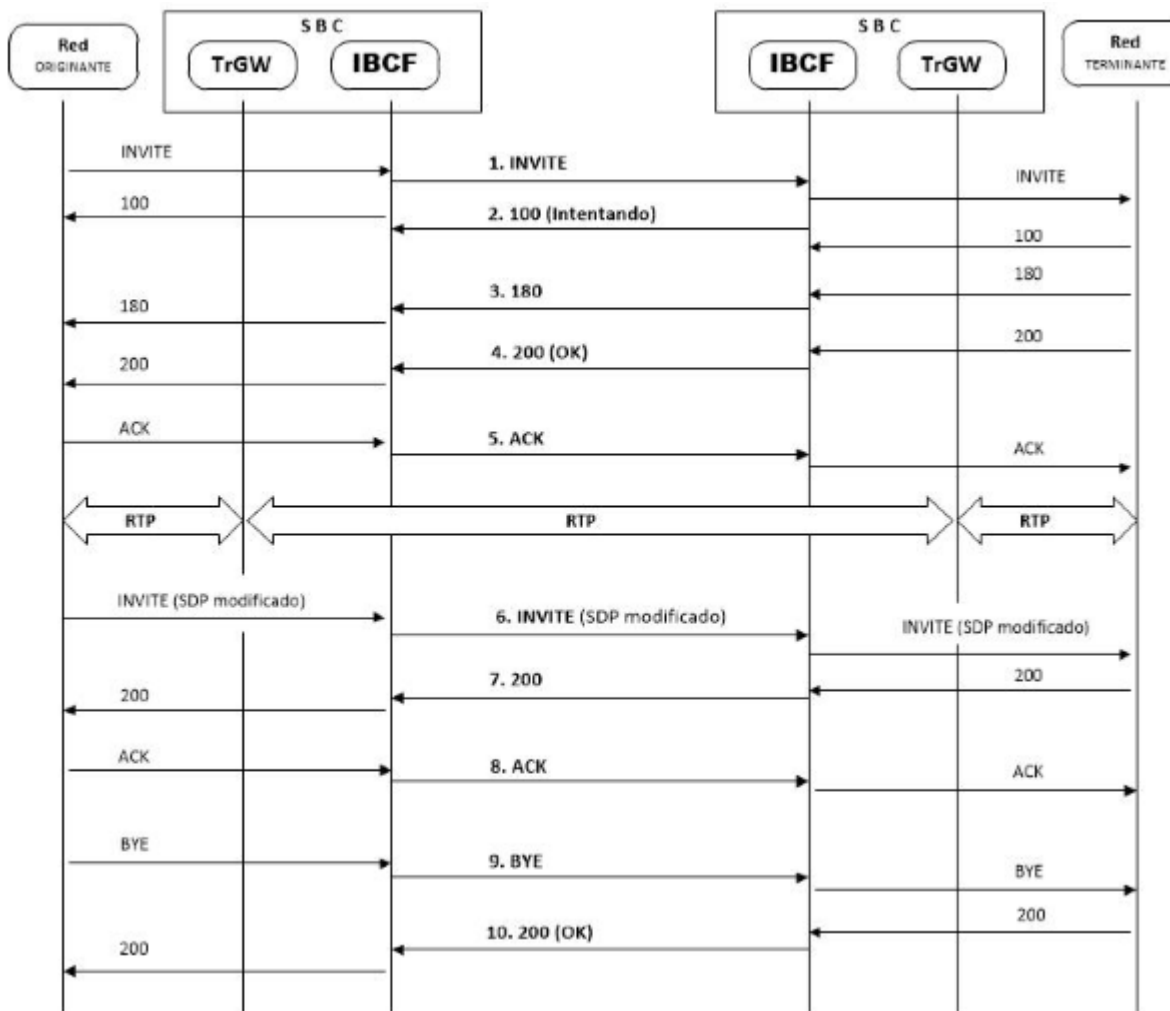 S B C
S B C
Red
ORIGINANTE
TrGW
IBCF
IBCF
TrGW
Red
TERMINANTE
INVITE
1. INVITE
INVITE
100
2. 100 (Intentando)
100
180
3. 180
180
200
4. 200 (OK)
200
ACK
5. ACK
ACK
RTP
RTP
RTP
INVITE (SDP modificado)
6. INVITE (SDP modificado)
INVITE (SDP modificado)
200
7. 200
200
ACK
8. ACK
ACK
BYE
9. BYE
BYE
200
10. 200 (OK)
200